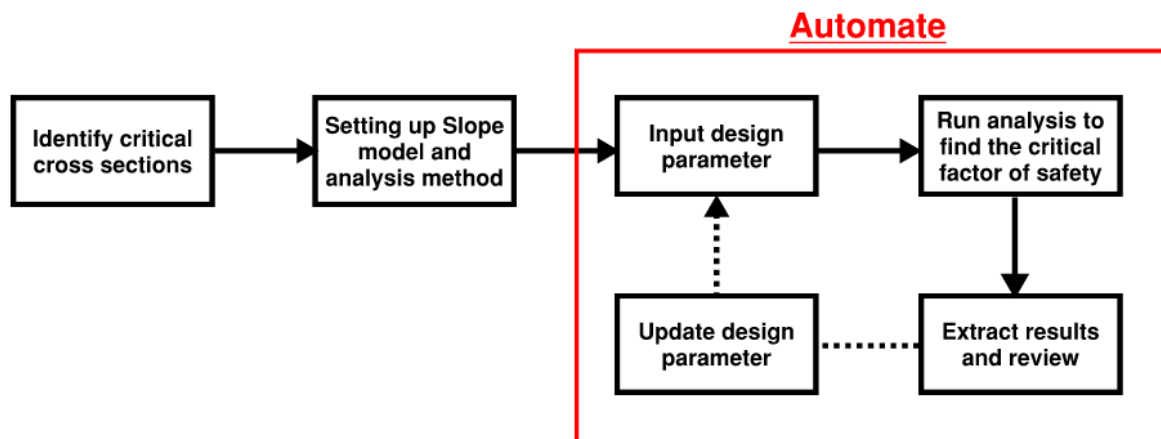 Automate
Identify critical
cross sections
Setting up Slope
model and
analysis method
Input design
parameter
Run analysis to
find the critical
factor of safety
Update design
parameter
Extract results
and review